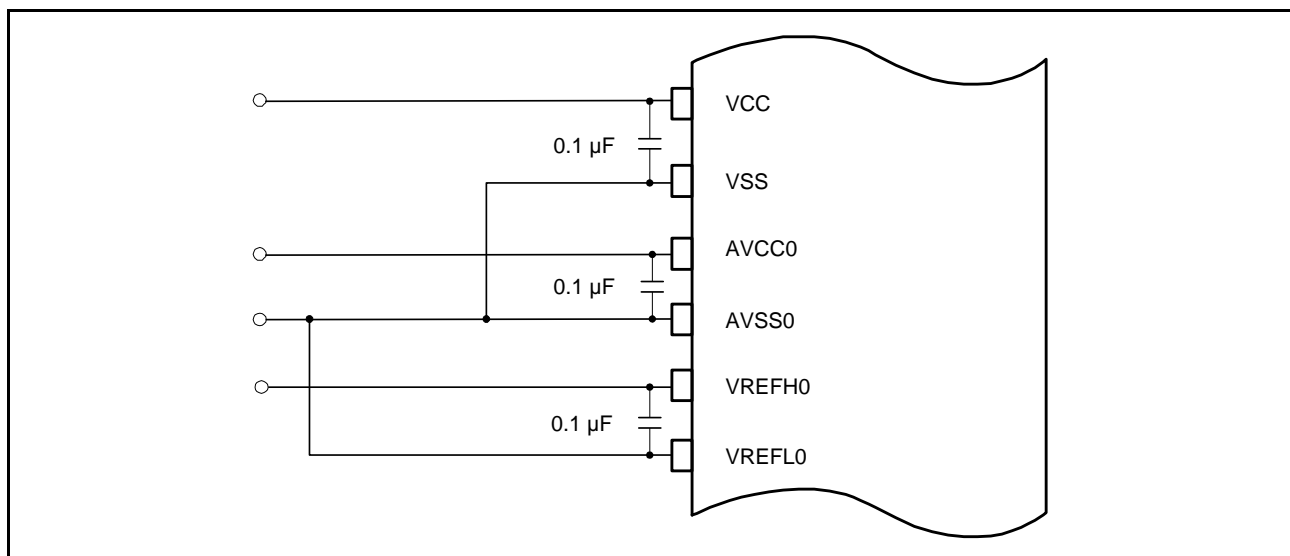 VCC
0.1 µF
VSS
AVCC0
0.1 µF
AVSS0
VREFH0
0.1 µF
VREFL0